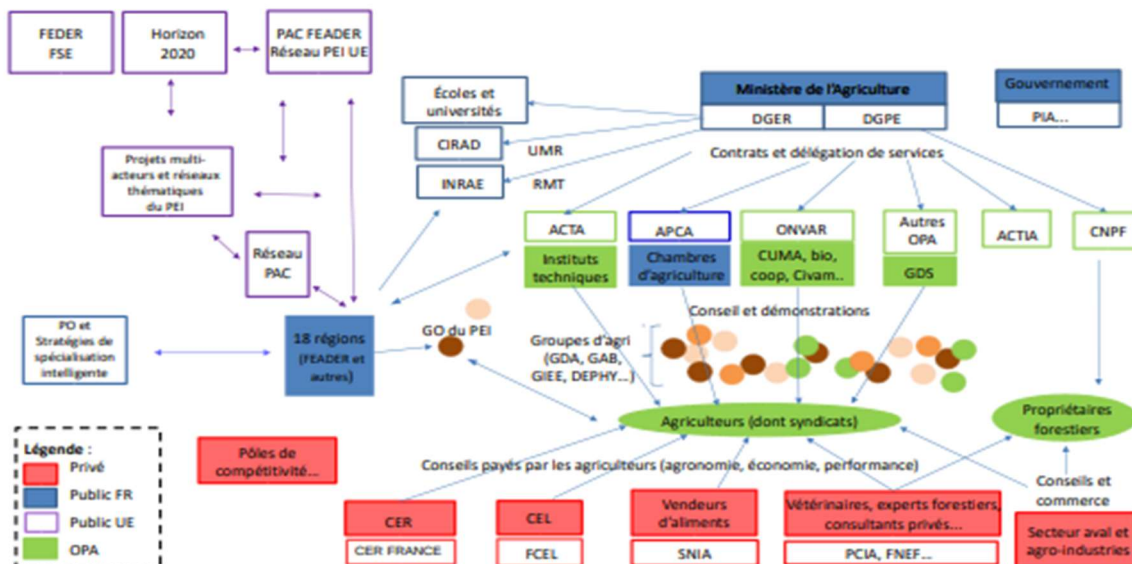 FEDER
FSE
Horizon
2020
PAC FEADER
Réseau PEI UE
Écoles et
universités
Ministère de l'Agriculture
DGER
DGPE
Gouvernement
PIA...
CIRAD
UMR
INRAE
RMT
Contrats et délégation de services
Projets multi-
acteurs et réseaux
thématiques
du PEI
Réseau
PAC
ACTA
Instituts
techniques
APCA
Chambres
d'agriculture
ONVAR
CUMA, bio,
coop, Civam..
Autres
OPA
GDS
ACTIA
CNPF
PO et
Stratégies de
spécialisation
intelligente
18 régions
(FEADER et
autres)
GO du PEI
Conseil et démonstrations
Groupes d'agri
(GDA, GAB,
GIEE, DEPHY...)
Agriculteurs (dont syndicats)
Propriétaires
forestiers
Légende :
Privé
Public FR
Public UE
OPA
Pôles de
compétitivité...
Conseils payés par les agriculteurs (agronomie, économie, performance)
Conseils et
commerce
CER
CER FRANCE
CEL
FCEL
Vendeurs
d'aliments
SNIA
Vétérinaires, experts forestiers,
consultants privés...
PCIA, FNEF...
Secteur aval et
agro-industries